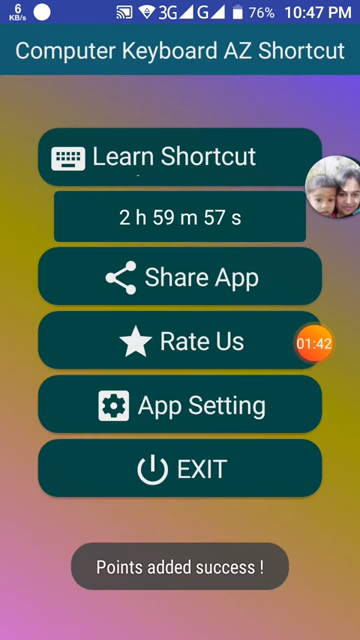 6
KB/s
3G G 76% 10:47 PM
Computer Keyboard AZ Shortcut
Learn Shortcut
2 h 59 m 57 s
Share App
Rate Us
01:42
App Setting
EXIT
Points added success !